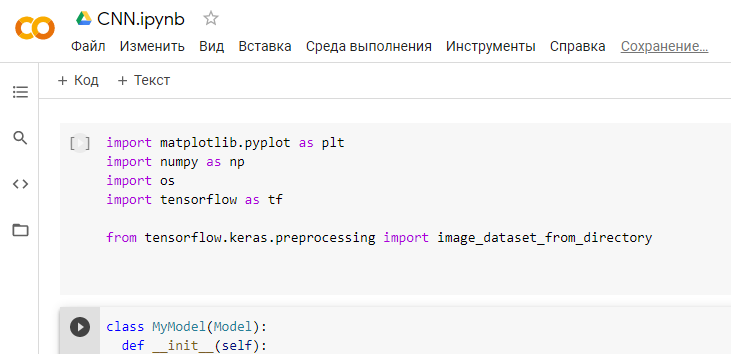 CNN.ipynb
Файл Изменить Вид Вставка Среда выполнения Инструменты Справка Сохранение…
+ Код + Текст
[ ] import matplotlib.pyplot as plt
import numpy as np
import os
import tensorflow as tf
from tensorflow.keras.preprocessing import image_dataset_from_directory
class MyModel(Model):
def __init__(self):